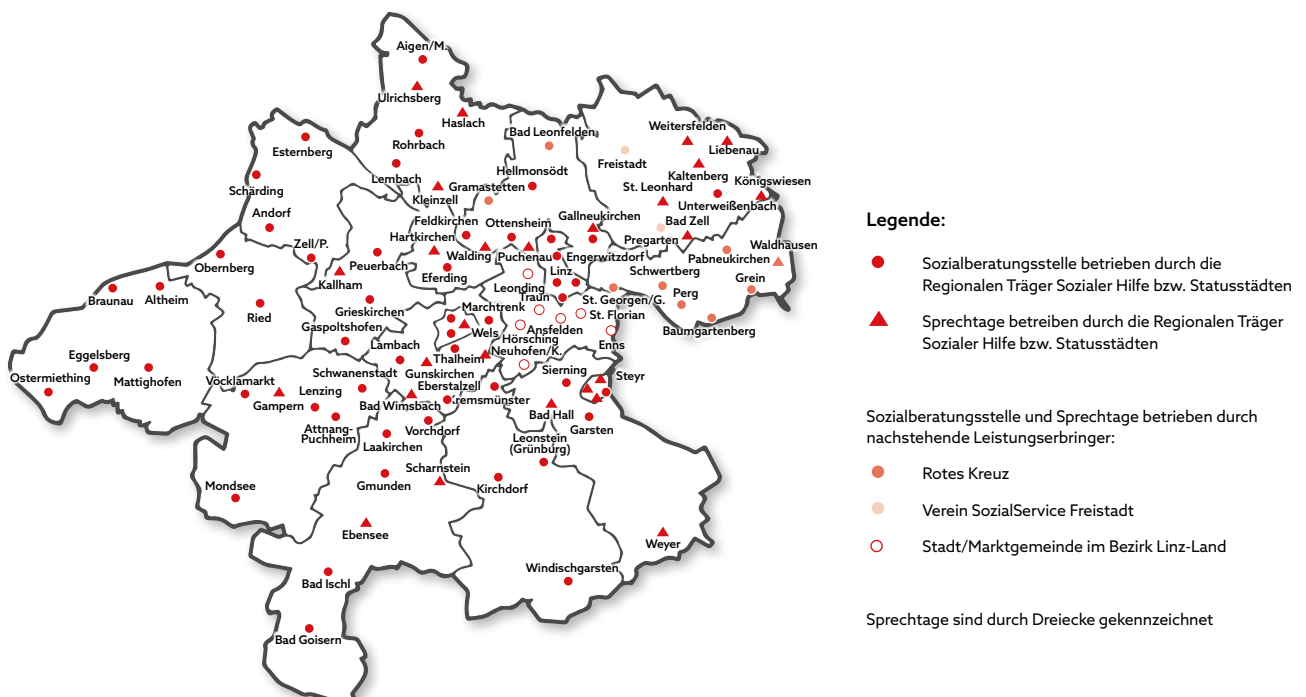 Aigen/M.
Ulrichsberg
Haslach
Bad Leonfelden
Weitersfelden
Liebenau
Esternberg
Rohrbach
Freistadt
Hellmonsödt
Kaltenberg
Lembach
Schärding
Kleinzell
Gramastetten
St. Leonhard
Königswiesen
Unterweißenbach
Andorf
Feldkirchen
Ottensheim
Gallneukirchen
Bad Zell
Hartkirchen
Zell/P.
Pregarten
Waldhausen
Walding
Puchenau
Engerwitzdorf
Pabneukirchen
Obernberg
Peuerbach
Kallham
Eferding
Linz
Schwertberg
Grein
Leonding
Braunau
Altheim
Traun
St. Georgen/G.
Perg
Ried
Grieskirchen
Marchtrenk
St. Florian
Gaspoltshofen
Wels
Ansfelden
Baumgartenberg
Hörsching
Enns
Lambach
Thalheim
Neuhofen/K.
Eggelsberg
Ostermiething
Mattighofen
Vöcklamarkt
Lenzing
Schwanenstadt
Gunskirchen
Sierning
Steyr
Eberstalzell
Gampern
Bad Wimsbach
Kremsmünster
Bad Hall
Garsten
Attnang-
Puchheim
Vorchdorf
Laakirchen
Leonstein
(Grünburg)
Scharnstein
Gmunden
Kirchdorf
Mondsee
Ebensee
Weyer
Bad Ischl
Windischgarsten
Bad Goisern
Legende:
Sozialberatungsstelle betrieben durch die
Regionalen Träger Sozialer Hilfe bzw. Statusstädten
Sprechtage betreiben durch die Regionalen Träger
Sozialer Hilfe bzw. Statusstädten
Sozialberatungsstelle und Sprechtage betrieben durch
nachstehende Leistungserbringer:
Rotes Kreuz
Verein SozialService Freistadt
Stadt/Marktgemeinde im Bezirk Linz-Land
Sprechtage sind durch Dreiecke gekennzeichnet